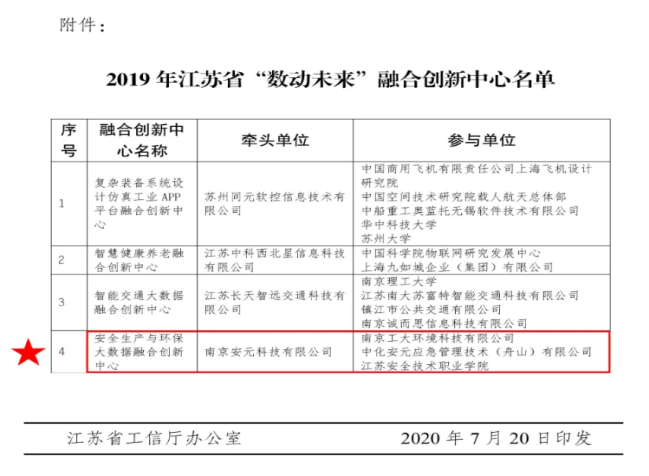 附件：
2019 年江苏省“数动未来”融合创新中心名单
序号 融合创新中心名称 牵头单位 参与单位
1 复杂装备系统设计仿真工业 APP 平台融合创新中心 苏州同元软控信息技术有限公司 中国商用飞机有限责任公司上海飞机设计研究院
中国空间技术研究院载人航天总体部
中船重工奥蓝托无锡软件技术有限公司
华中科技大学
苏州大学
2 智慧健康养老融合创新中心 江苏中科西北星信息科技有限公司 中国科学院物联网研究发展中心
上海九如城企业（集团）有限公司
3 智能交通大数据融合创新中心 江苏长天智远交通科技有限公司 南京理工大学
江苏南大苏富特智能交通科技有限公司
镇江市公共交通有限公司
南京诚而思信息科技有限公司
4 安全生产与环保大数据融合创新中心 南京安元科技有限公司 南京工大环境科技有限公司
中化安元应急管理技术（舟山）有限公司
江苏安全技术职业学院
江苏省工信厅办公室 2020 年 7 月 20 日印发